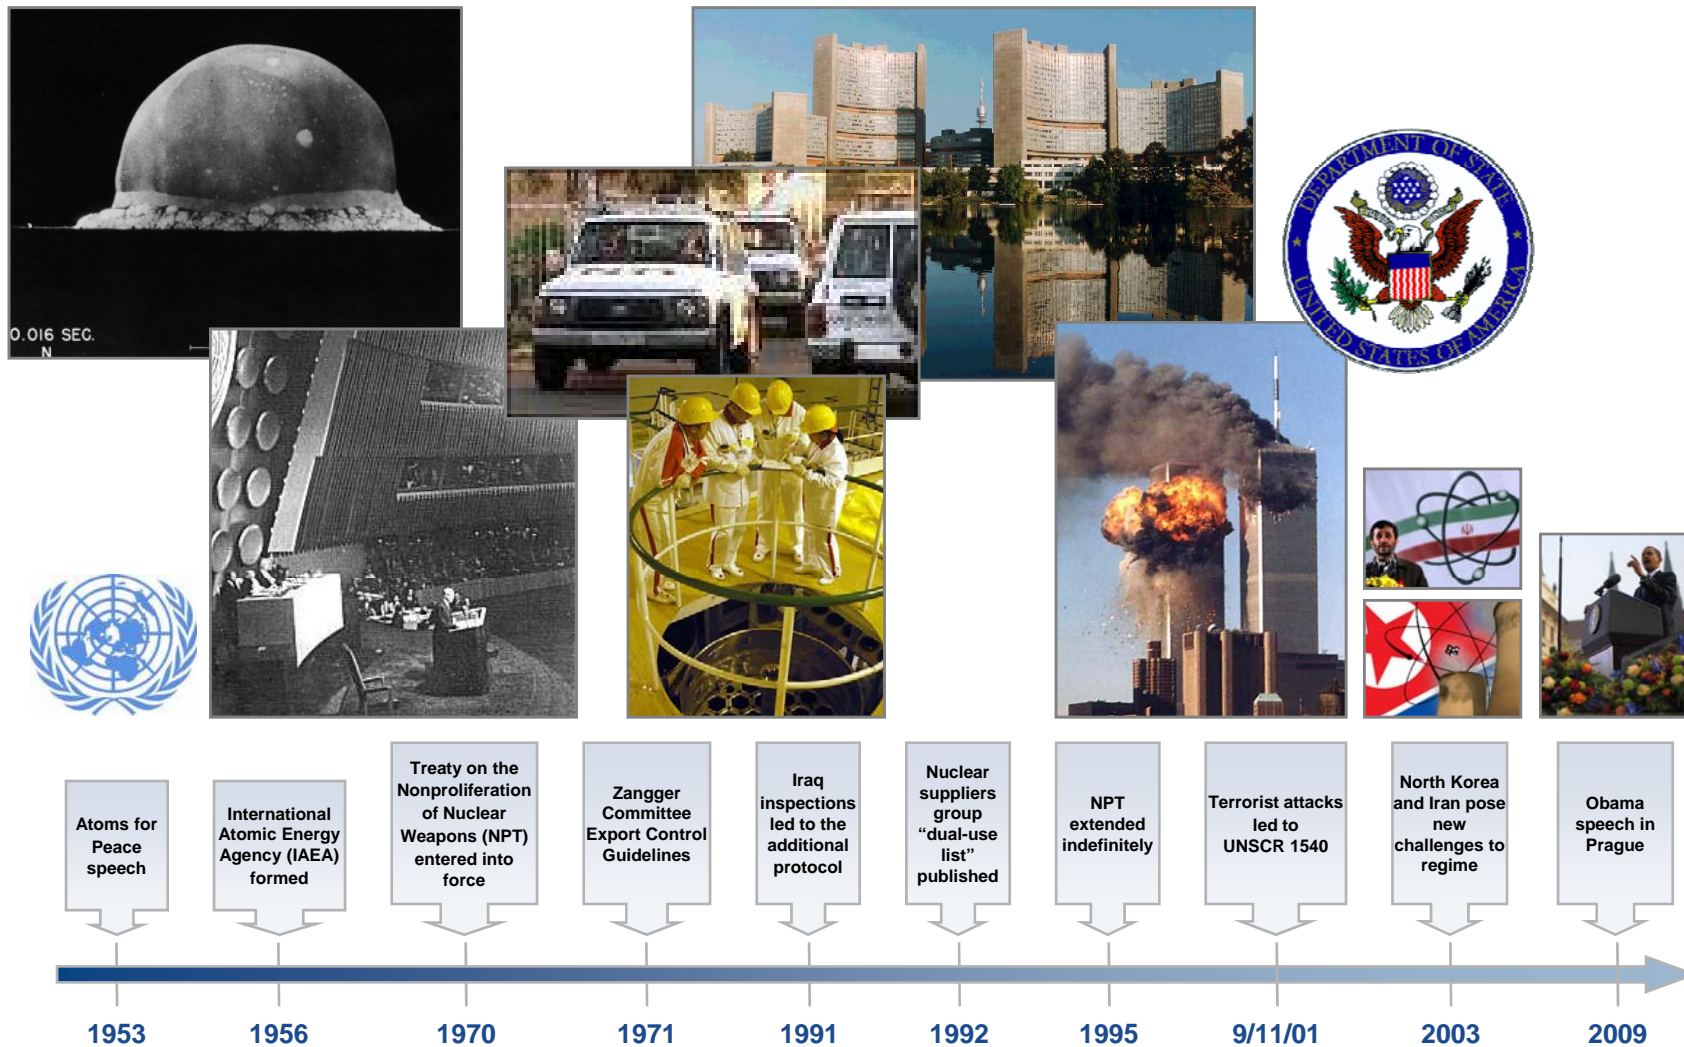 0.016 SEC.
N
DEPARTMENT OF STATE
UNITED STATES OF AMERICA
Atoms for
Peace
speech
International
Atomic Energy
Agency (IAEA)
formed
Treaty on the
Nonproliferation
of Nuclear
Weapons (NPT)
entered into
force
Zangger
Committee
Export Control
Guidelines
Iraq
inspections
led to the
additional
protocol
Nuclear
suppliers
group
“dual-use
list”
published
NPT
extended
indefinitely
Terrorist attacks
led to
UNSCR 1540
North Korea
and Iran pose
new
challenges to
regime
Obama
speech in
Prague
1953
1956
1970
1971
1991
1992
1995
9/11/01
2003
2009